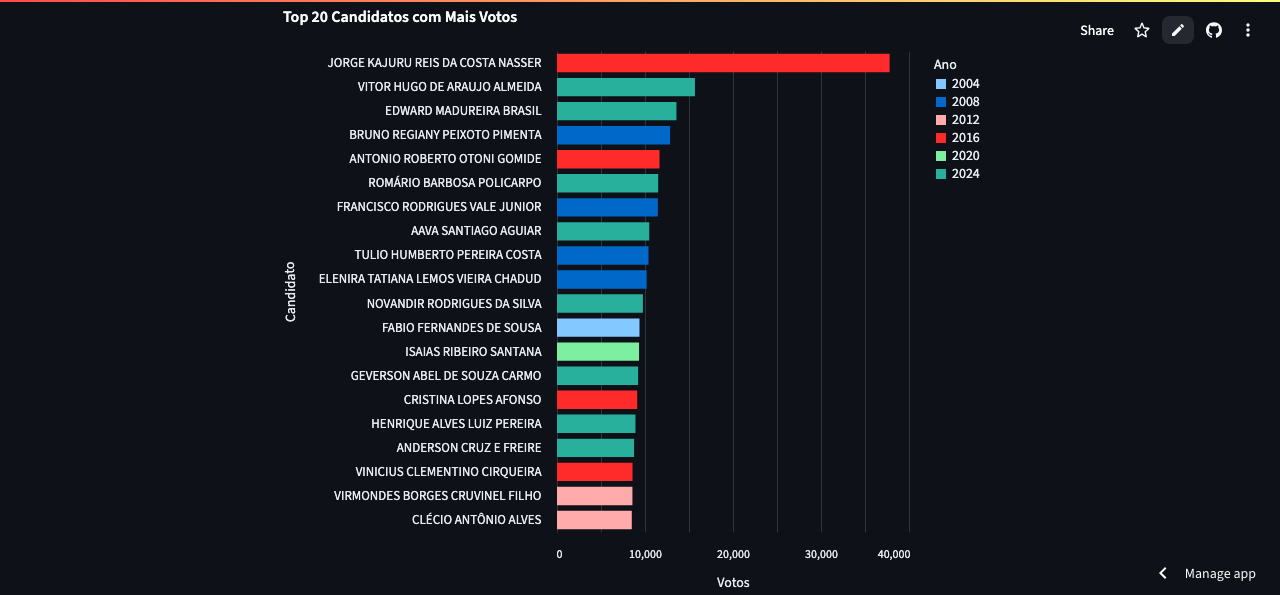 Top 20 Candidatos com Mais Votos
Share
JORGE KAJURU REIS DA COSTA NASSER
VITOR HUGO DE ARAUJO ALMEIDA
EDWARD MADUREIRA BRASIL
BRUNO REGIANY PEIXOTO PIMENTA
ANTONIO ROBERTO OTONI GOMIDE
ROMÁRIO BARBOSA POLICARPO
FRANCISCO RODRIGUES VALE JUNIOR
AAVA SANTIAGO AGUIAR
TULIO HUMBERTO PEREIRA COSTA
ELENIRA TATIANA LEMOS VIEIRA CHADUD
NOVANDIR RODRIGUES DA SILVA
FABIO FERNANDES DE SOUSA
ISAIAS RIBEIRO SANTANA
GEVERSON ABEL DE SOUZA CARMO
CRISTINA LOPES AFONSO
HENRIQUE ALVES LUIZ PEREIRA
ANDERSON CRUZ E FREIRE
VINICIUS CLEMENTINO CIRQUEIRA
VIRMONDES BORGES CRUVINEL FILHO
CLÉCIO ANTÔNIO ALVES
Candidato
0 10,000 20,000 30,000 40,000
Votos
Ano
2004
2008
2012
2016
2020
2024
Manage app